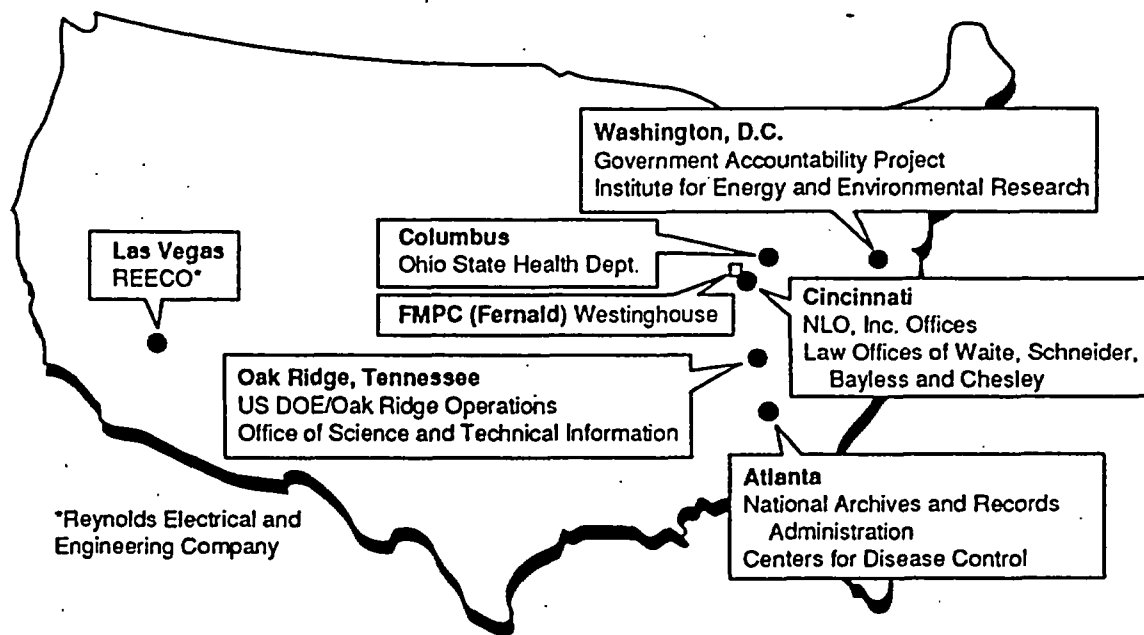 Washington, D.C.
Government Accountability Project
Institute for Energy and Environmental Research
Las Vegas
REECO*
Columbus
Ohio State Health Dept.
FMPC (Fernald) Westinghouse
Cincinnati
NLO, Inc. Offices
Law Offices of Waite, Schneider,
Bayless and Chesley
Oak Ridge, Tennessee
US DOE/Oak Ridge Operations
Office of Science and Technical Information
Atlanta
National Archives and Records
Administration
Centers for Disease Control
*Reynolds Electrical and
Engineering Company